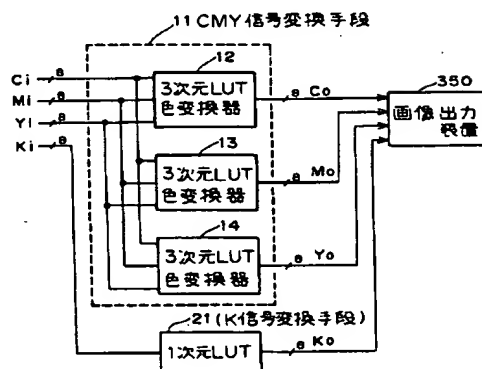 11 CMY信号変換手段
12
350
Ci 8
Mi 8
Yi 8
Ki 8
3次元LUT
色変換器
8 Co
画像出力
装置
13
3次元LUT
色変換器
8 Mo
14
3次元LUT
色変換器
8 Yo
21(K信号変換手段)
1次元LUT
8 Ko